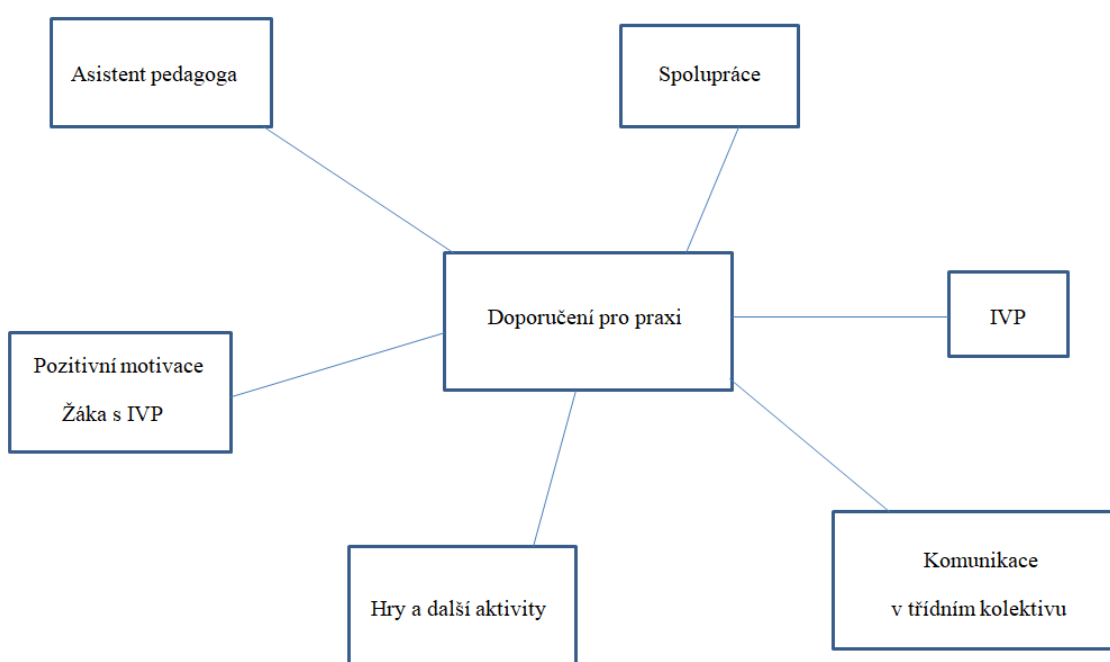 Asistent pedagoga
Spolupráce
Doporučení pro praxi
IVP
Pozitivní motivace
Žáka s IVP
Hry a další aktivity
Komunikace
v třídním kolektivu